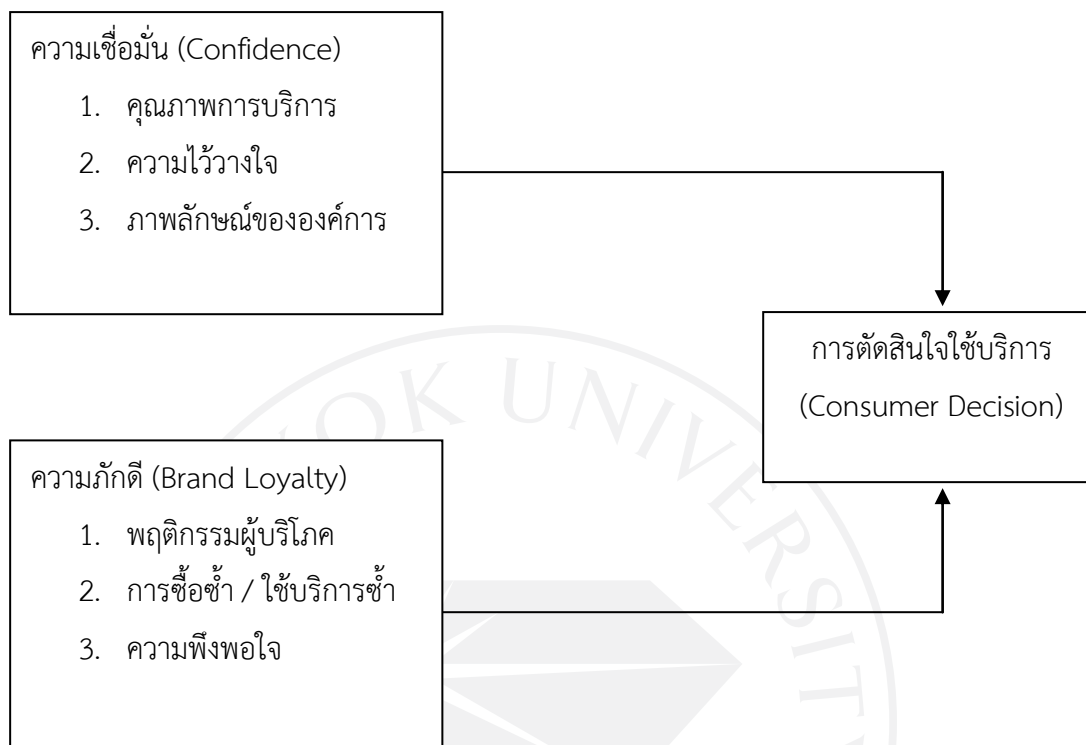 ความเชื่อมั่น (Confidence)
1. คุณภาพการบริการ
2. ความไว้วางใจ
3. ภาพลักษณ์ขององค์การ
การตัดสินใจใช้บริการ
(Consumer Decision)
ความภักดี (Brand Loyalty)
1. พฤติกรรมผู้บริโภค
2. การซื้อซ้ำ / ใช้บริการซ้ำ
3. ความพึงพอใจ
OK UNIVERSITY